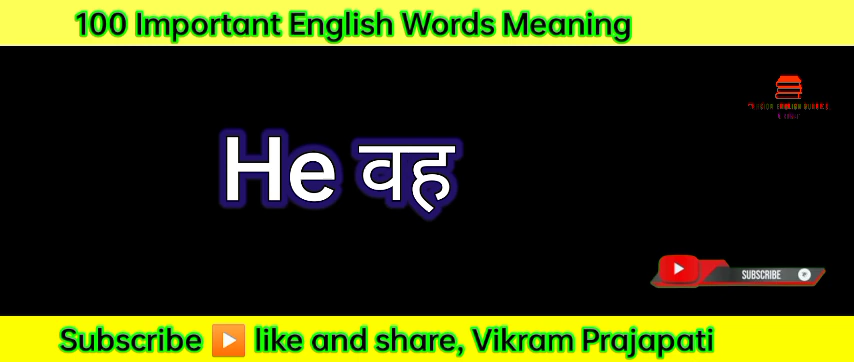 100 Important English Words Meaning
He वह
SUBSCRIBE
Subscribe ▶️ like and share, Vikram Prajapati